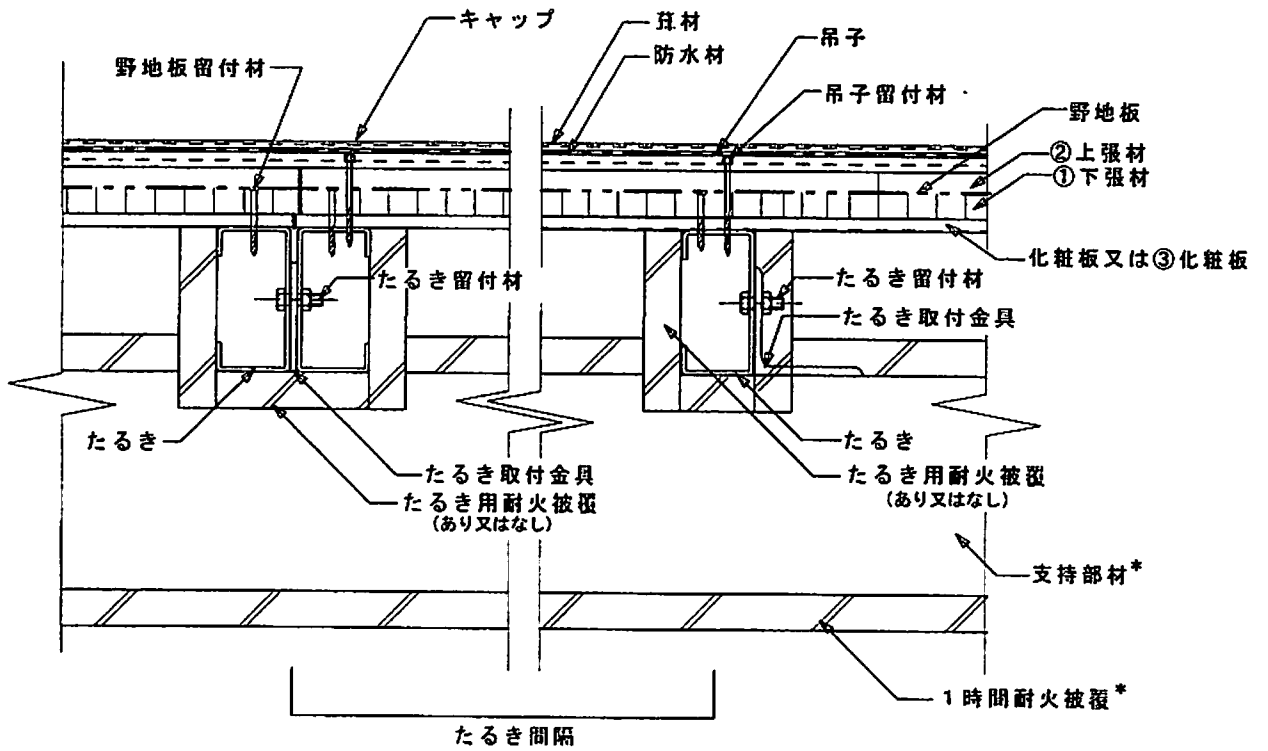 キャップ
葺材
防水材
吊子
野地板留付材
吊子留付材
野地板
②上張材
①下張材
化粧板又は③化粧板
たるき留付材
たるき留付材
たるき取付金具
たるき
たるき
たるき取付金具
たるき用耐火被覆
(あり又はなし)
たるき用耐火被覆
(あり又はなし)
支持部材*
1時間耐火被覆*
たるき間隔